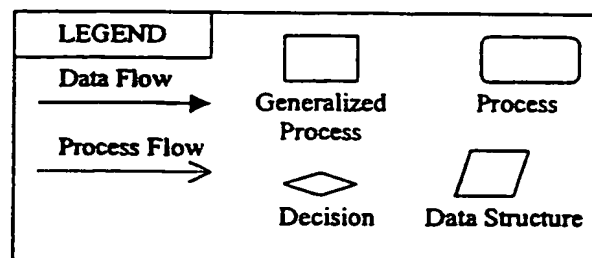 LEGEND
Data Flow
Generalized
Process
Process
Process Flow
Decision
Data Structure